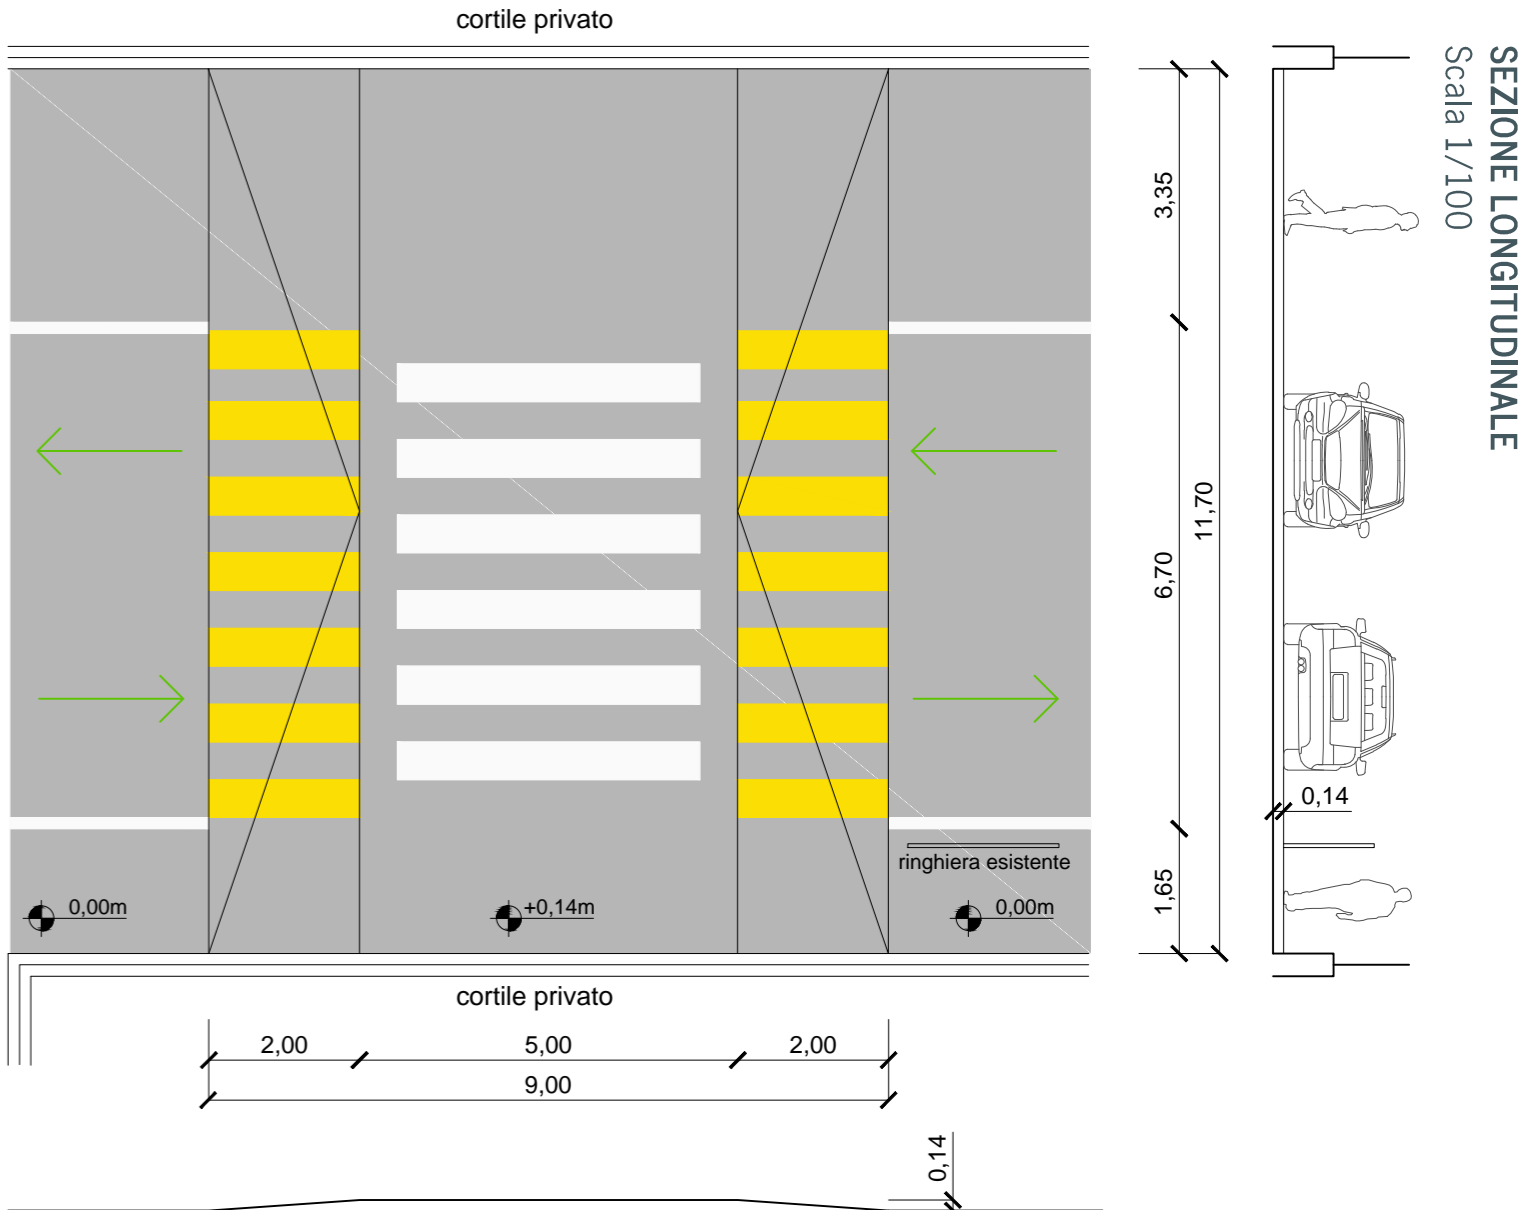 cortile privato
SEZIONE LONGITUDINALE
Scala 1/100
3,35
11,70
6,70
0,14
1,65
ringhiera esistente
0,00m
+0,14m
0,00m
cortile privato
2,00
5,00
2,00
9,00
0,14